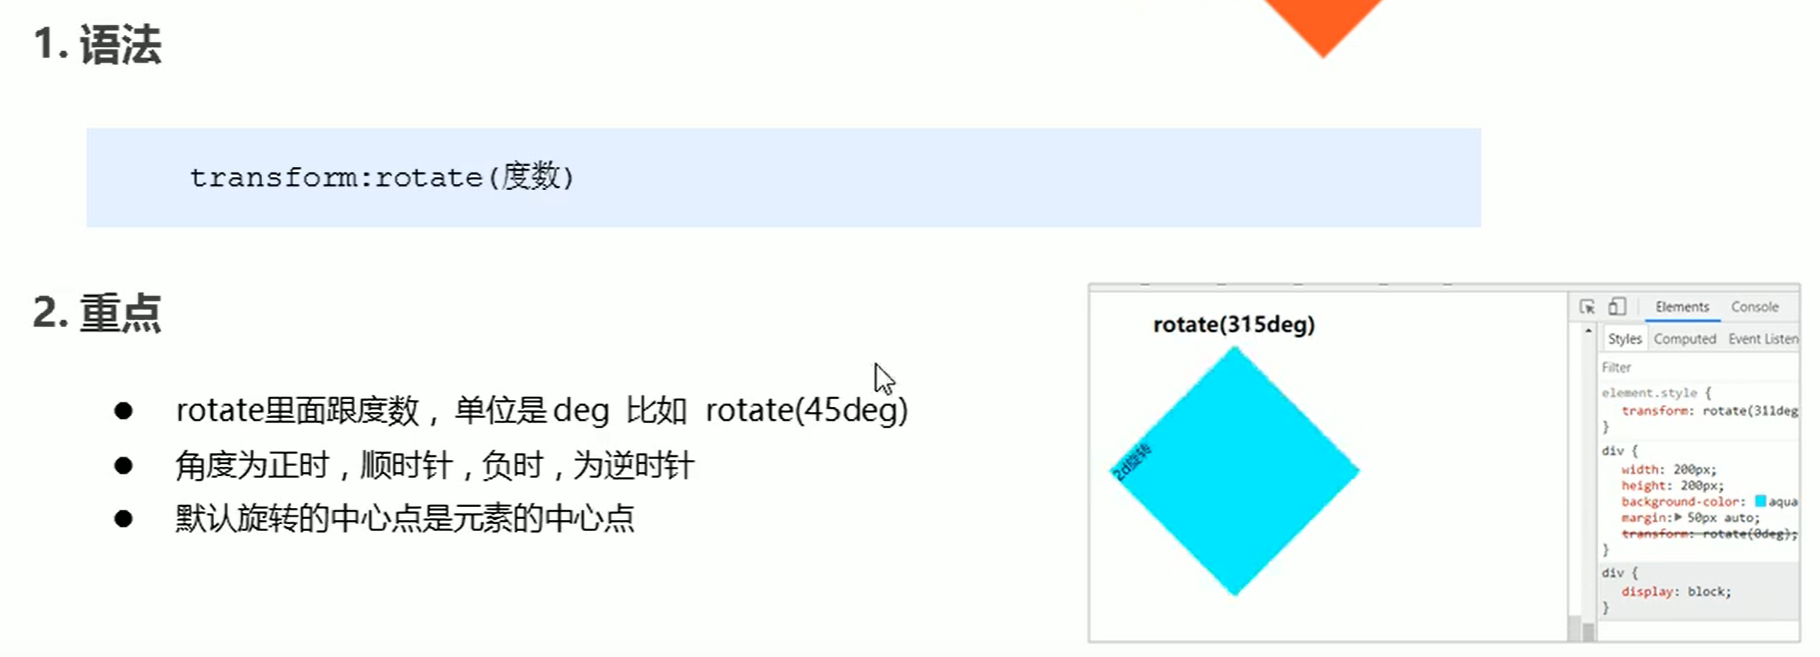 1. 语法
transform:rotate(度数)
2. 重点
● rotate里面跟度数，单位是deg 比如 rotate(45deg)
● 角度为正时，顺时针，负时，为逆时针
● 默认旋转的中心点是元素的中心点
rotate(315deg)
2d旋转
Elements Console
Styles Computed Event Listen
Filter
element.style {
transform: rotate(311deg
}
div {
width: 200px;
height: 200px;
background-color: aqua
margin:▶ 50px auto;
transform: rotate(0deg);
}
div {
display: block;
}